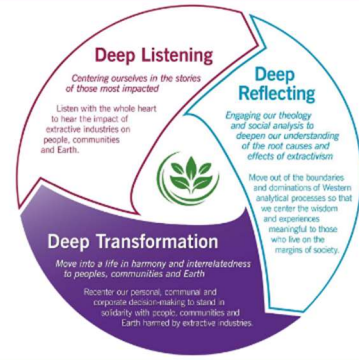 Deep Listening
Centering ourselves in the stories
of those most impacted
Listen with the whole heart
to hear the impact of
extractive industries on
people, communities
and Earth.
Deep
Reflecting
Engaging our theology
and social analysis to
deepen our understanding
of the root causes and
effects of extractivism
Move out of the boundaries
and dominations of Western
analytical processes so that
we center the wisdom
and experiences
meaningful to those
who live on the
margins of society.
Deep Transformation
Move into a life in harmony and interrelatedness
to peoples, communities and Earth
Recenter our personal, communal and
corporate decision-making to stand in
solidarity with people, communities and
Earth harmed by extractive industries.